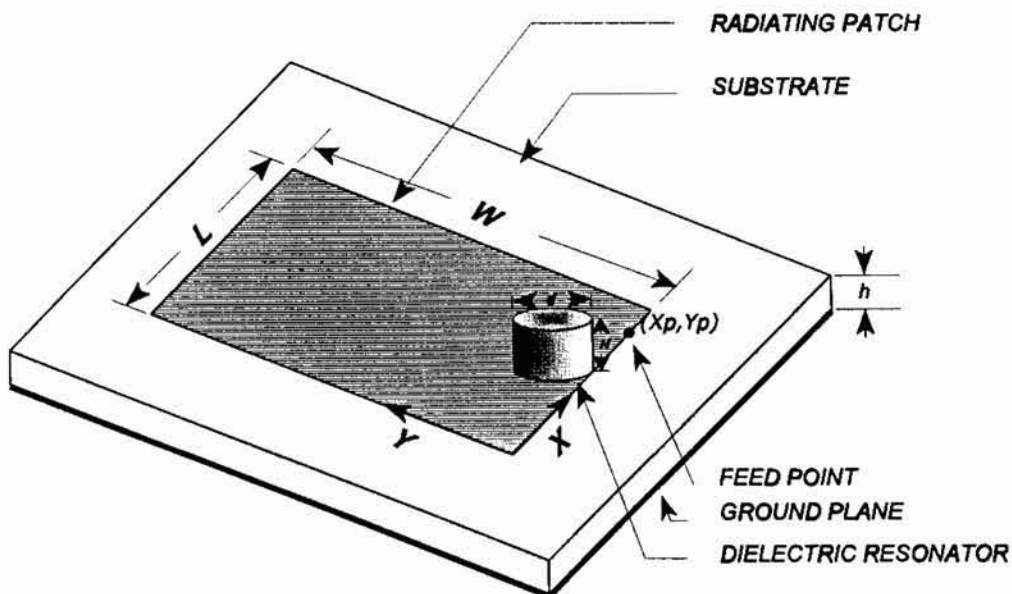 RADIATING PATCH
SUBSTRATE
L
W
h
d
H
(Xp,Yp)
Y
X
FEED POINT
GROUND PLANE
DIELECTRIC RESONATOR